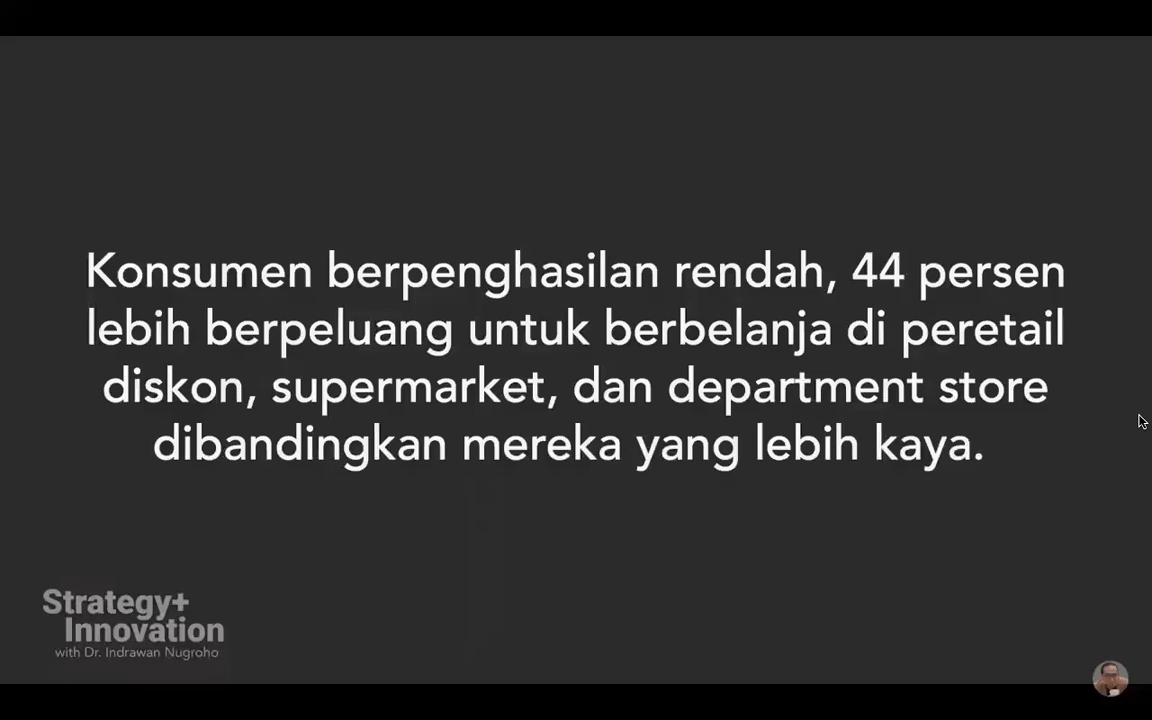 Konsumen berpenghasilan rendah, 44 persen
lebih berpeluang untuk berbelanja di peretail
diskon, supermarket, dan department store
dibandingkan mereka yang lebih kaya.
Strategy+
Innovation
with Dr. Indrawan Nugroho